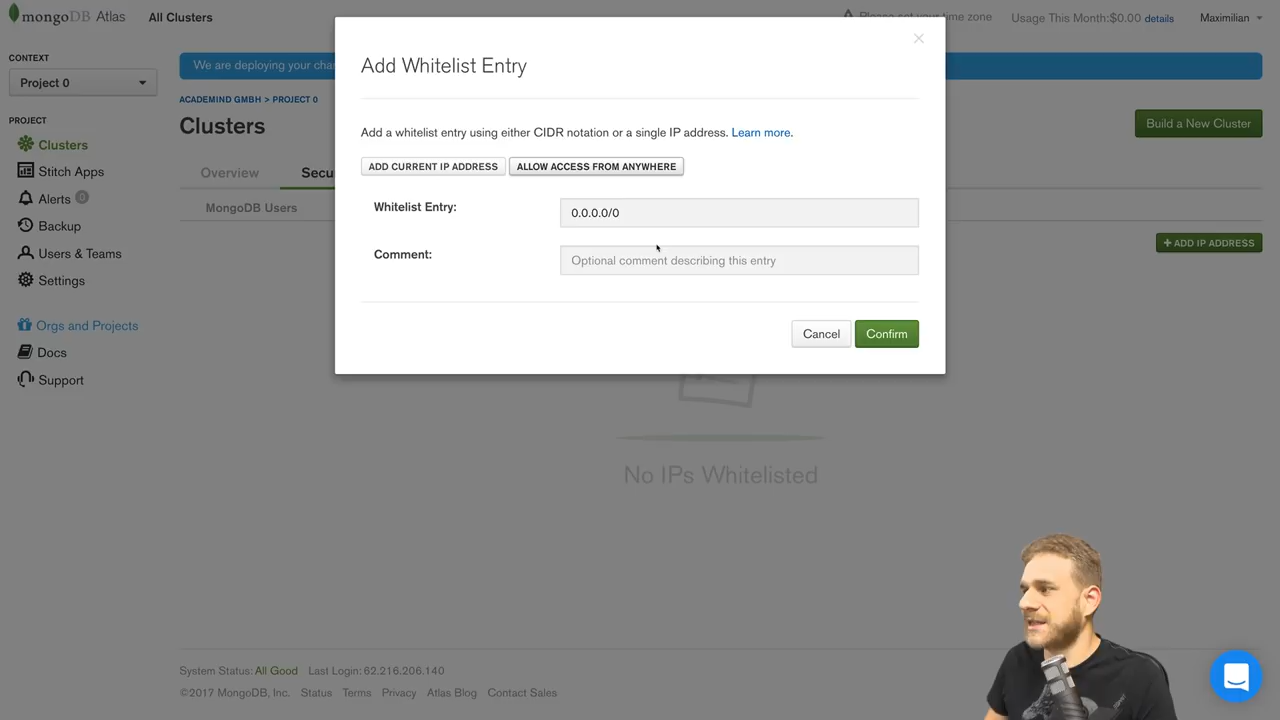 mongoDB Atlas
All Clusters
Please set your time zone
Usage This Month:$0.00 details
Maximilian
CONTEXT
Project 0
PROJECT
Clusters
Stitch Apps
Alerts 0
Backup
Users & Teams
Settings
Orgs and Projects
Docs
Support
We are deploying your
ACADEMIND GMBH > PROJECT 0
Clusters
Build a New Cluster
Overview
Secu
MongoDB Users
+ ADD IP ADDRESS
Add Whitelist Entry
Add a whitelist entry using either CIDR notation or a single IP address. Learn more.
ADD CURRENT IP ADDRESS
ALLOW ACCESS FROM ANYWHERE
Whitelist Entry:
0.0.0.0/0
Comment:
Optional comment describing this entry
Cancel
Confirm
No IPs Whitelisted
System Status: All Good Last Login: 62.216.206.140
©2017 MongoDB, Inc. Status Terms Privacy Atlas Blog Contact Sales